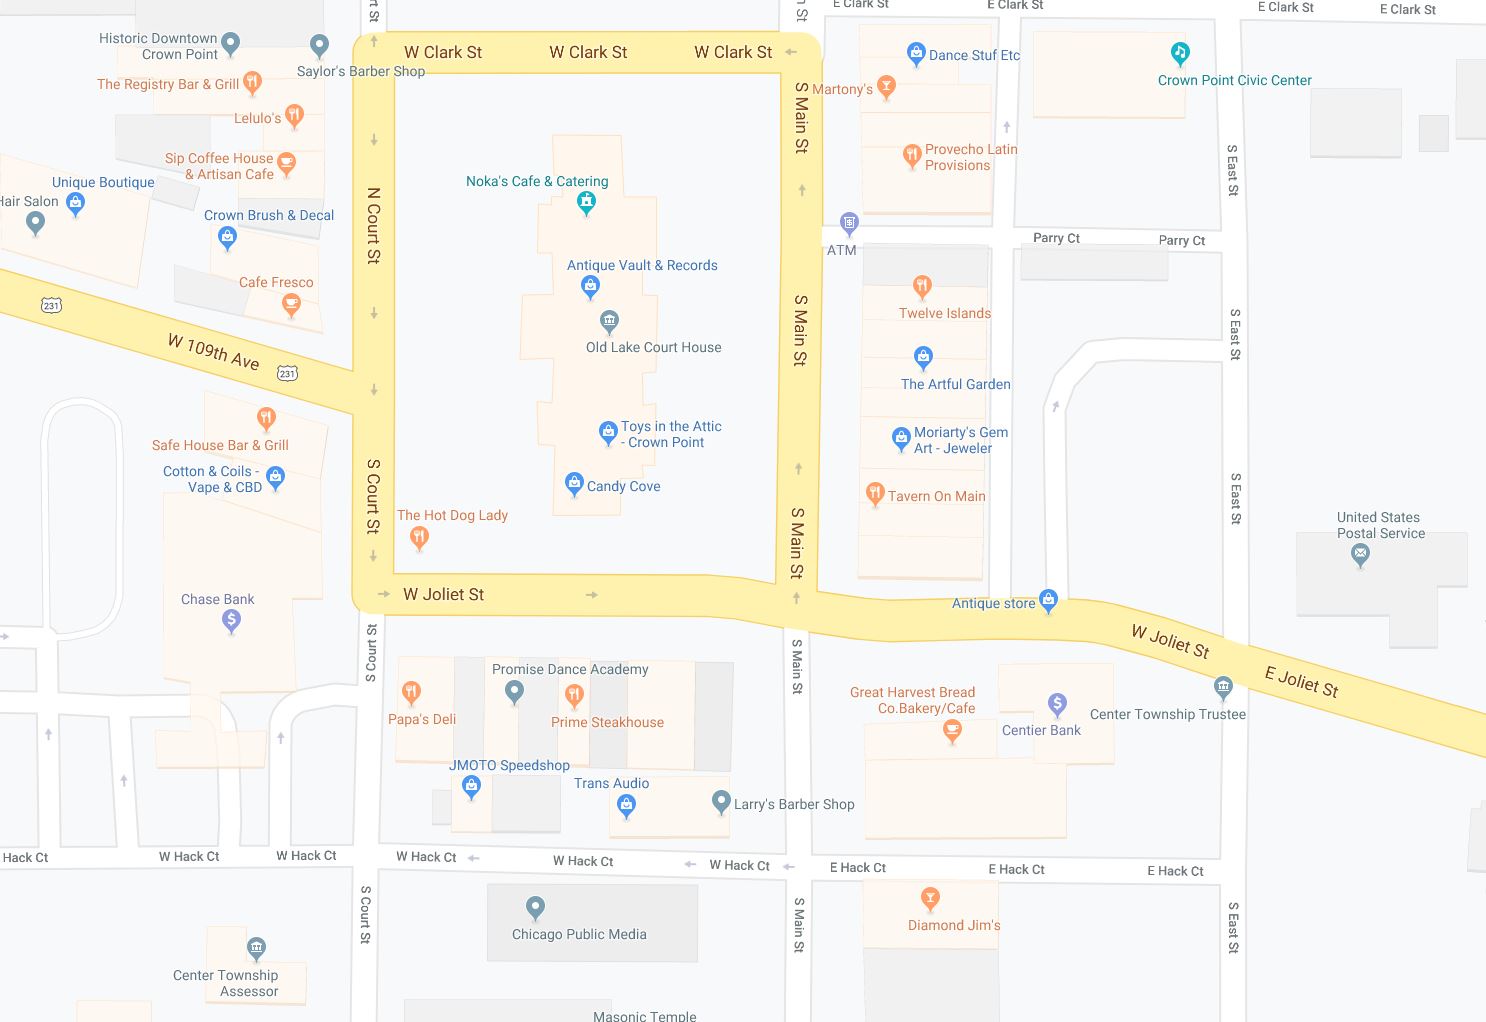 E Clark St
E Clark St
E Clark St
E Clark St
Historic Downtown
Crown Point
Saylor's Barber Shop
W Clark St
W Clark St
W Clark St
Dance Stuf Etc
Crown Point Civic Center
The Registry Bar & Grill
Martony's
Lelulo's
S Main St
Provecho Latin
Provisions
Sip Coffee House
& Artisan Cafe
S East St
Unique Boutique
Noka's Cafe & Catering
Hair Salon
Crown Brush & Decal
N Court St
ATM
Parry Ct
Parry Ct
Antique Vault & Records
Cafe Fresco
231
Twelve Islands
S Main St
S East St
W 109th Ave
231
Old Lake Court House
The Artful Garden
Safe House Bar & Grill
Toys in the Attic
- Crown Point
Moriarty's Gem
Art - Jeweler
Cotton & Coils -
Vape & CBD
S Court St
Candy Cove
Tavern On Main
S East St
The Hot Dog Lady
S Main St
United States
Postal Service
W Joliet St
Chase Bank
Antique store
S Court St
S Main St
W Joliet St
E Joliet St
Promise Dance Academy
Papa's Deli
Prime Steakhouse
Great Harvest Bread
Co.Bakery/Cafe
Centier Bank
Center Township Trustee
JMOTO Speedshop
Trans Audio
Larry's Barber Shop
Hack Ct
W Hack Ct
W Hack Ct
W Hack Ct
W Hack Ct
W Hack Ct
E Hack Ct
E Hack Ct
E Hack Ct
S Court St
Chicago Public Media
S Main St
Diamond Jim's
S East St
Center Township
Assessor
Masonic Temple